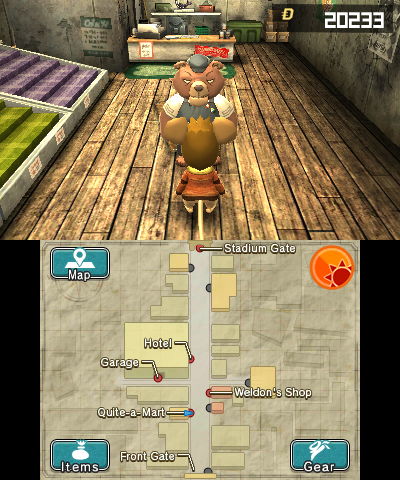 20233
Map
Stadium Gate
Hotel
Garage
Weldon's Shop
Quite-a-Mart
Front Gate
Items
Gear